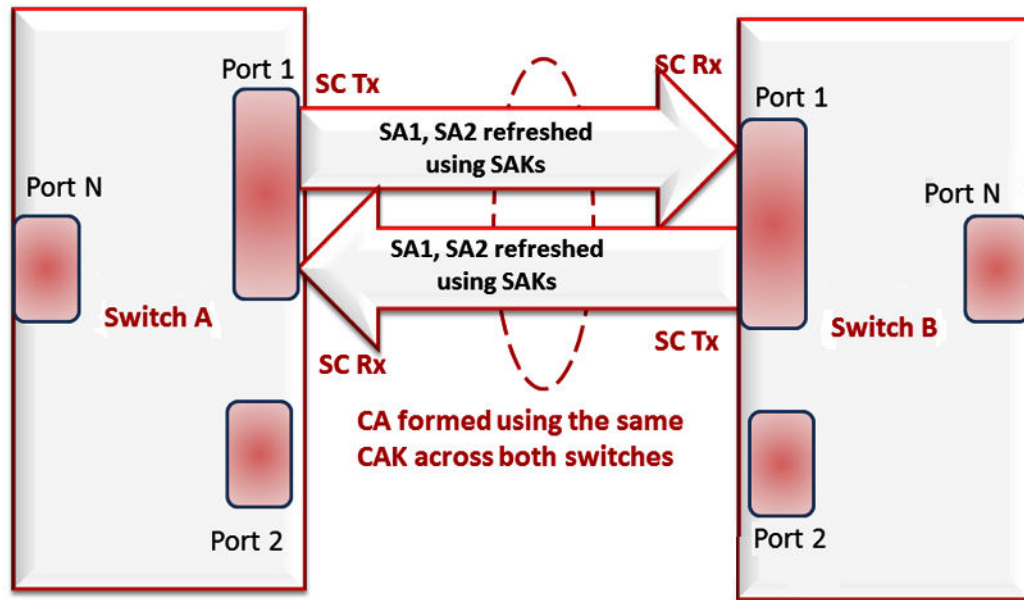 Port 1
SC Tx
SC Rx
Port 1
SA1, SA2 refreshed
using SAKs
Port N
Port N
SA1, SA2 refreshed
using SAKs
Switch A
Switch B
SC Rx
SC Tx
CA formed using the same
CAK across both switches
Port 2
Port 2